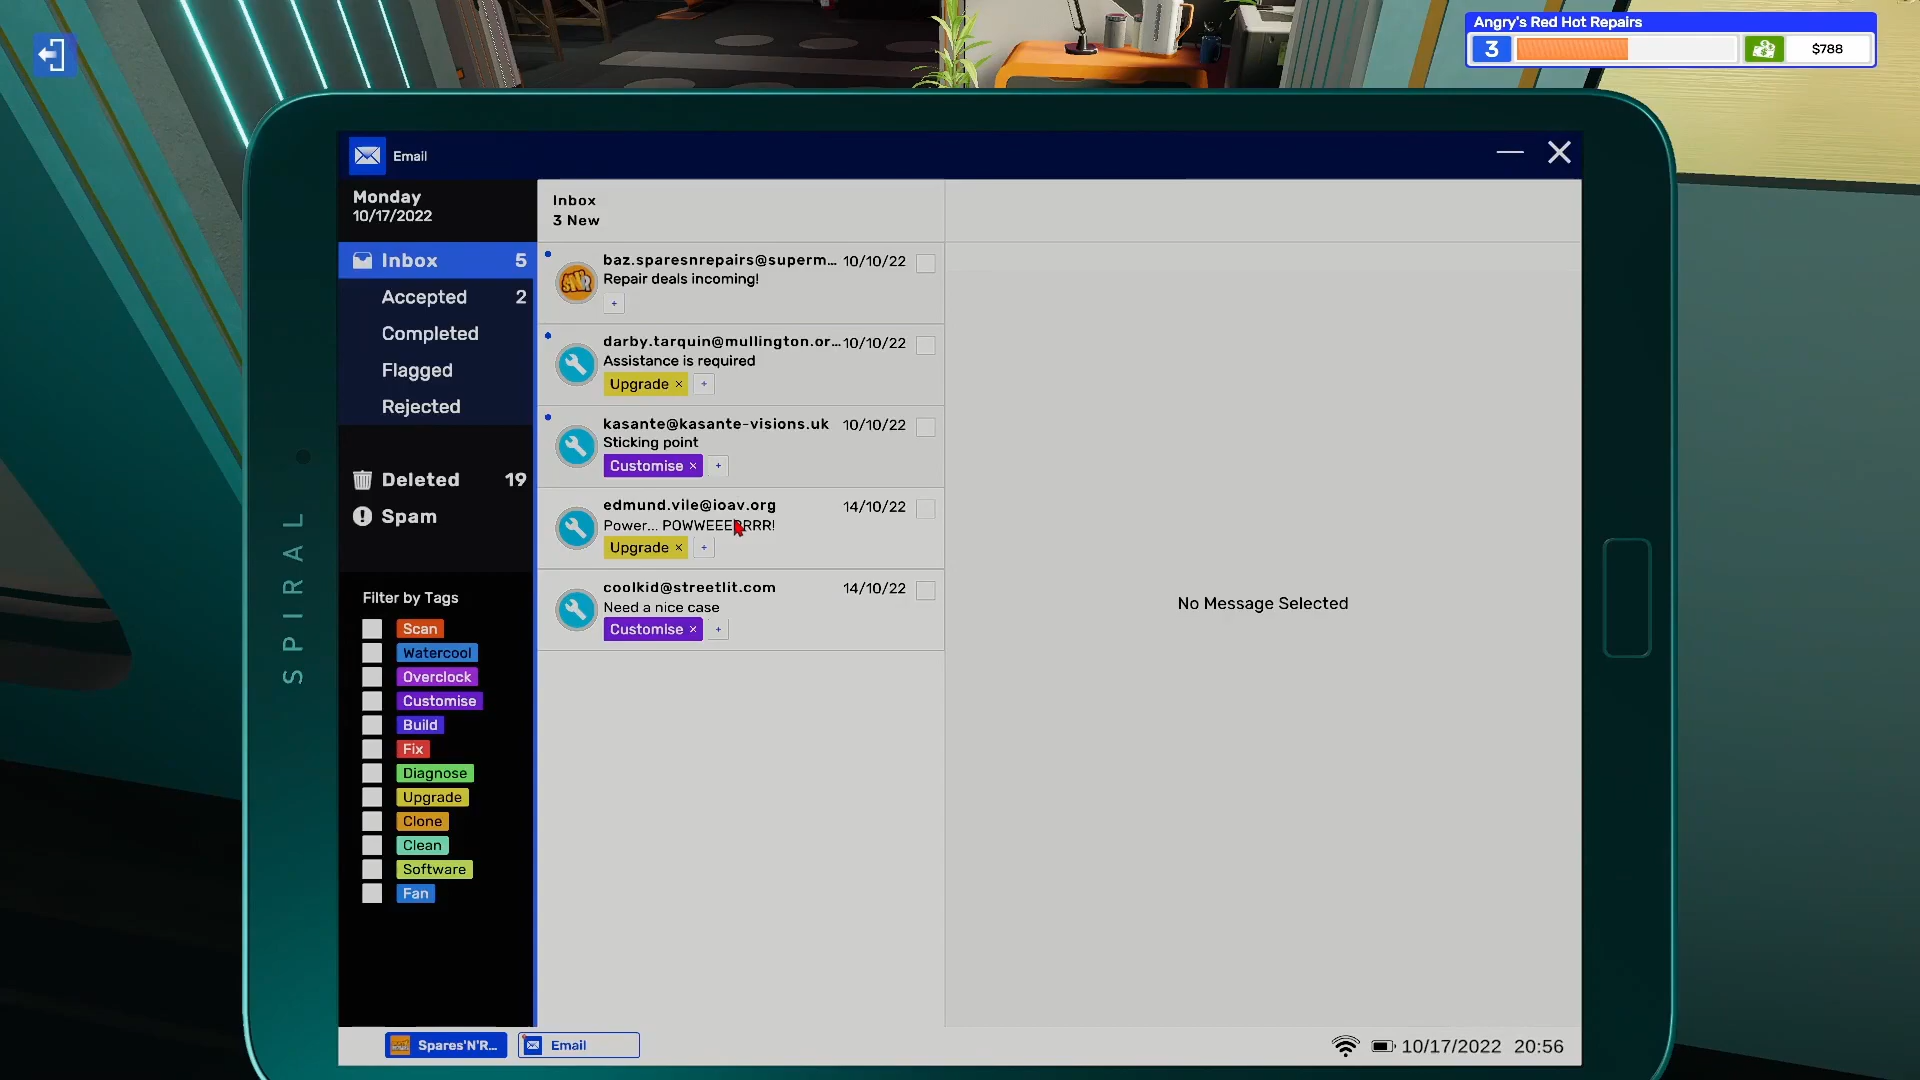 Angry's Red Hot Repairs
3
$788
Email
Monday
10/17/2022
Inbox 5
Accepted 2
Completed
Flagged
Rejected
Deleted 19
Spam
Filter by Tags
Scan
Watercool
Overclock
Customise
Build
Fix
Diagnose
Upgrade
Clone
Clean
Software
Fan
Inbox
3 New
baz.sparesnrepairs@superm... 10/10/22
Repair deals incoming!
+
darby.tarquin@mullington.or... 10/10/22
Assistance is required
Upgrade × +
kasante@kasante-visions.uk 10/10/22
Sticking point
Customise × +
edmund.vile@ioav.org 14/10/22
Power... POWWEEERRRR!
Upgrade × +
coolkid@streetlit.com 14/10/22
Need a nice case
Customise × +
No Message Selected
SPIRAL
Spares'N'R...
Email
10/17/2022 20:56
SNR